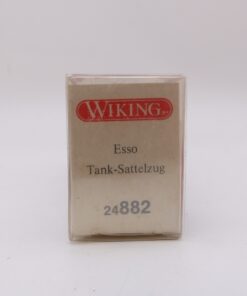 WIKING
Esso
Tank-Sattelzug
24882